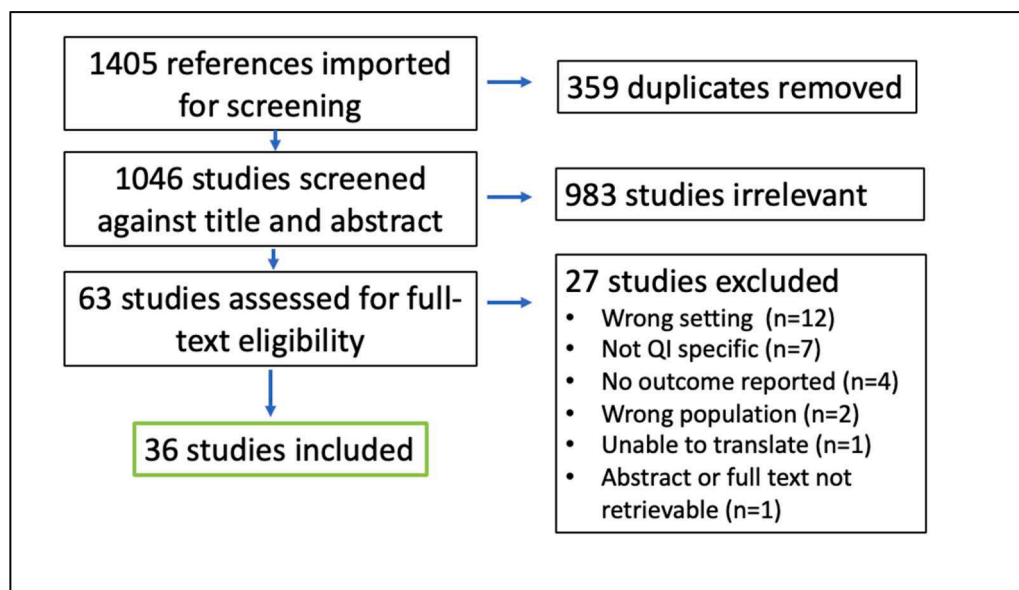 1405 references imported
for screening
359 duplicates removed
1046 studies screened
against title and abstract
983 studies irrelevant
63 studies assessed for full-
text eligibility
27 studies excluded
• Wrong setting (n=12)
• Not QI specific (n=7)
• No outcome reported (n=4)
• Wrong population (n=2)
• Unable to translate (n=1)
• Abstract or full text not
retrievable (n=1)
36 studies included